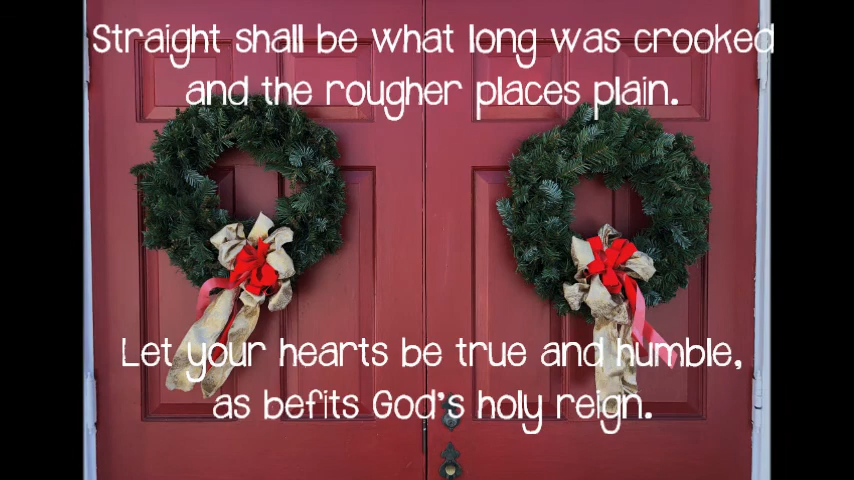 Straight shall be what long was crooked
and the rougher places plain.
Let your hearts be true and humble,
as befits God's holy reign.